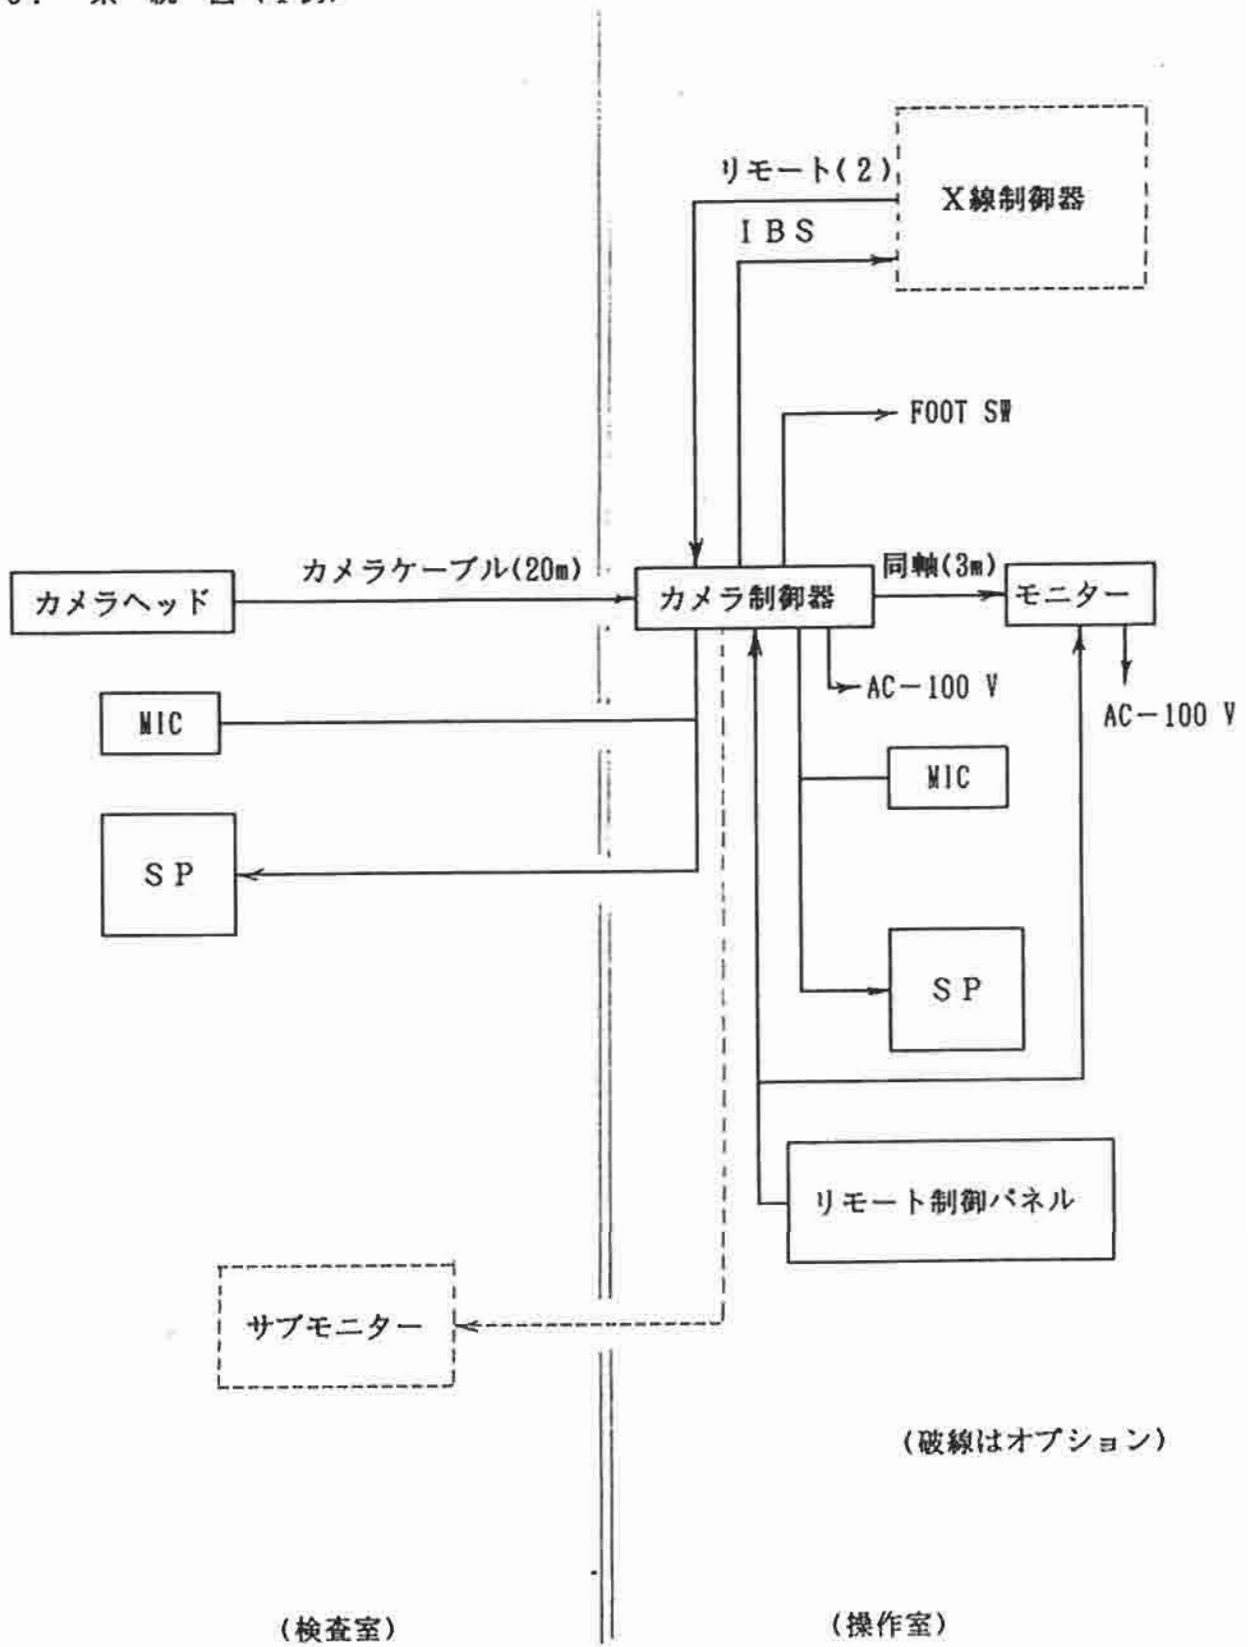 リモート(2)
X線制御器
IBS
FOOT SW
カメラケーブル(20m)
同軸(3m)
カメラヘッド
カメラ制御器
モニター
AC-100 V
AC-100 V
MIC
MIC
SP
SP
リモート制御パネル
サブモニター
(破線はオプション)
(検査室)
(操作室)